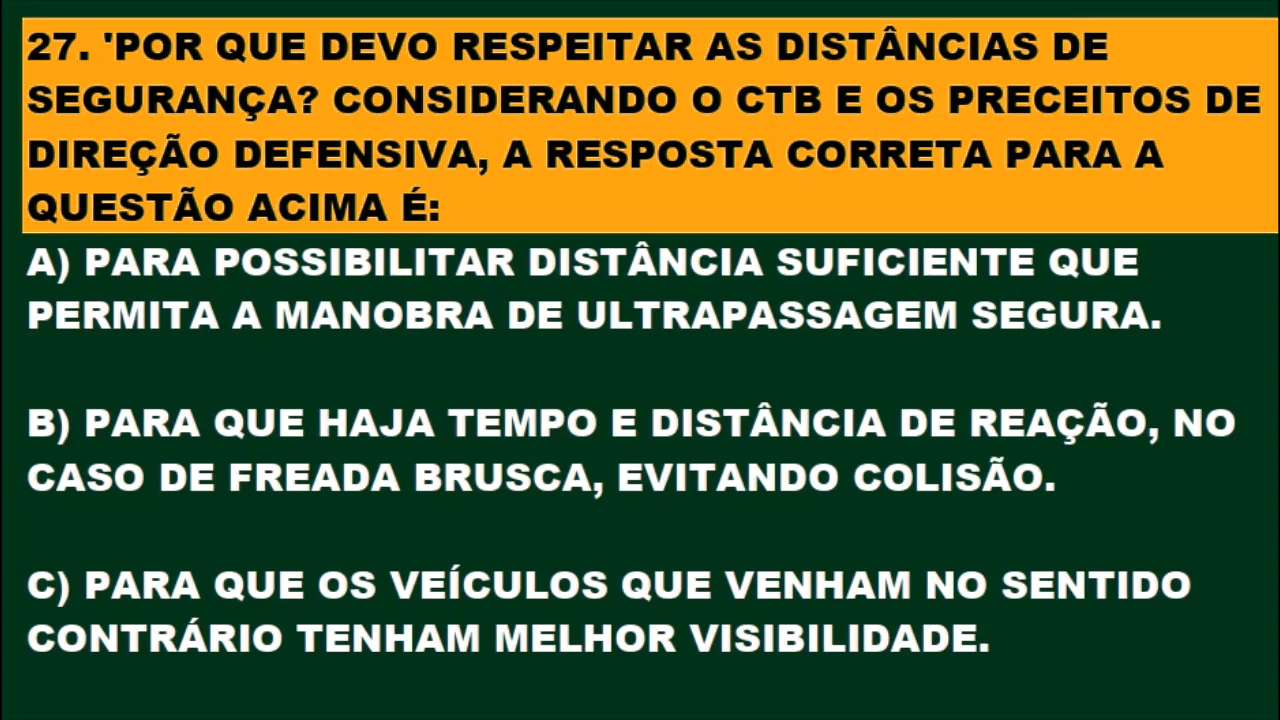 27. 'POR QUE DEVO RESPEITAR AS DISTÂNCIAS DE
SEGURANÇA? CONSIDERANDO O CTB E OS PRECEITOS DE
DIREÇÃO DEFENSIVA, A RESPOSTA CORRETA PARA A
QUESTÃO ACIMA É:
A) PARA POSSIBILITAR DISTÂNCIA SUFICIENTE QUE
PERMITA A MANOBRA DE ULTRAPASSAGEM SEGURA.
B) PARA QUE HAJA TEMPO E DISTÂNCIA DE REAÇÃO, NO
CASO DE FREADA BRUSCA, EVITANDO COLISÃO.
C) PARA QUE OS VEÍCULOS QUE VENHAM NO SENTIDO
CONTRÁRIO TENHAM MELHOR VISIBILIDADE.